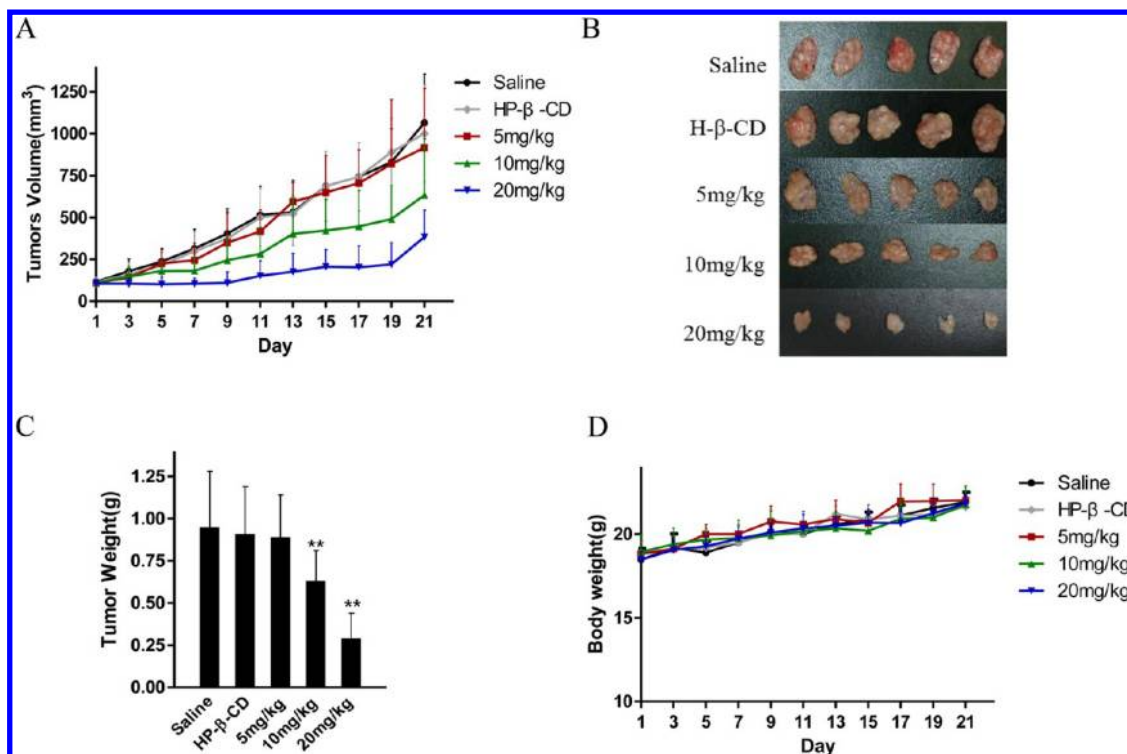 A
Tumors Volume(mm³)
1250
1000
750
500
250
0
1 3 5 7 9 11 13 15 17 19 21
Day
Saline
HP-β -CD
5mg/kg
10mg/kg
20mg/kg
B
Saline
H-β-CD
5mg/kg
10mg/kg
20mg/kg
C
Tumor Weight(g)
1.25
1.00
0.75
0.50
0.25
0.00
**
**
Saline
HP-β-CD
5mg/kg
10mg/kg
20mg/kg
D
Body weight(g)
20
15
10
1 3 5 7 9 11 13 15 17 19 21
Day
Saline
HP-β -CD
5mg/kg
10mg/kg
20mg/kg